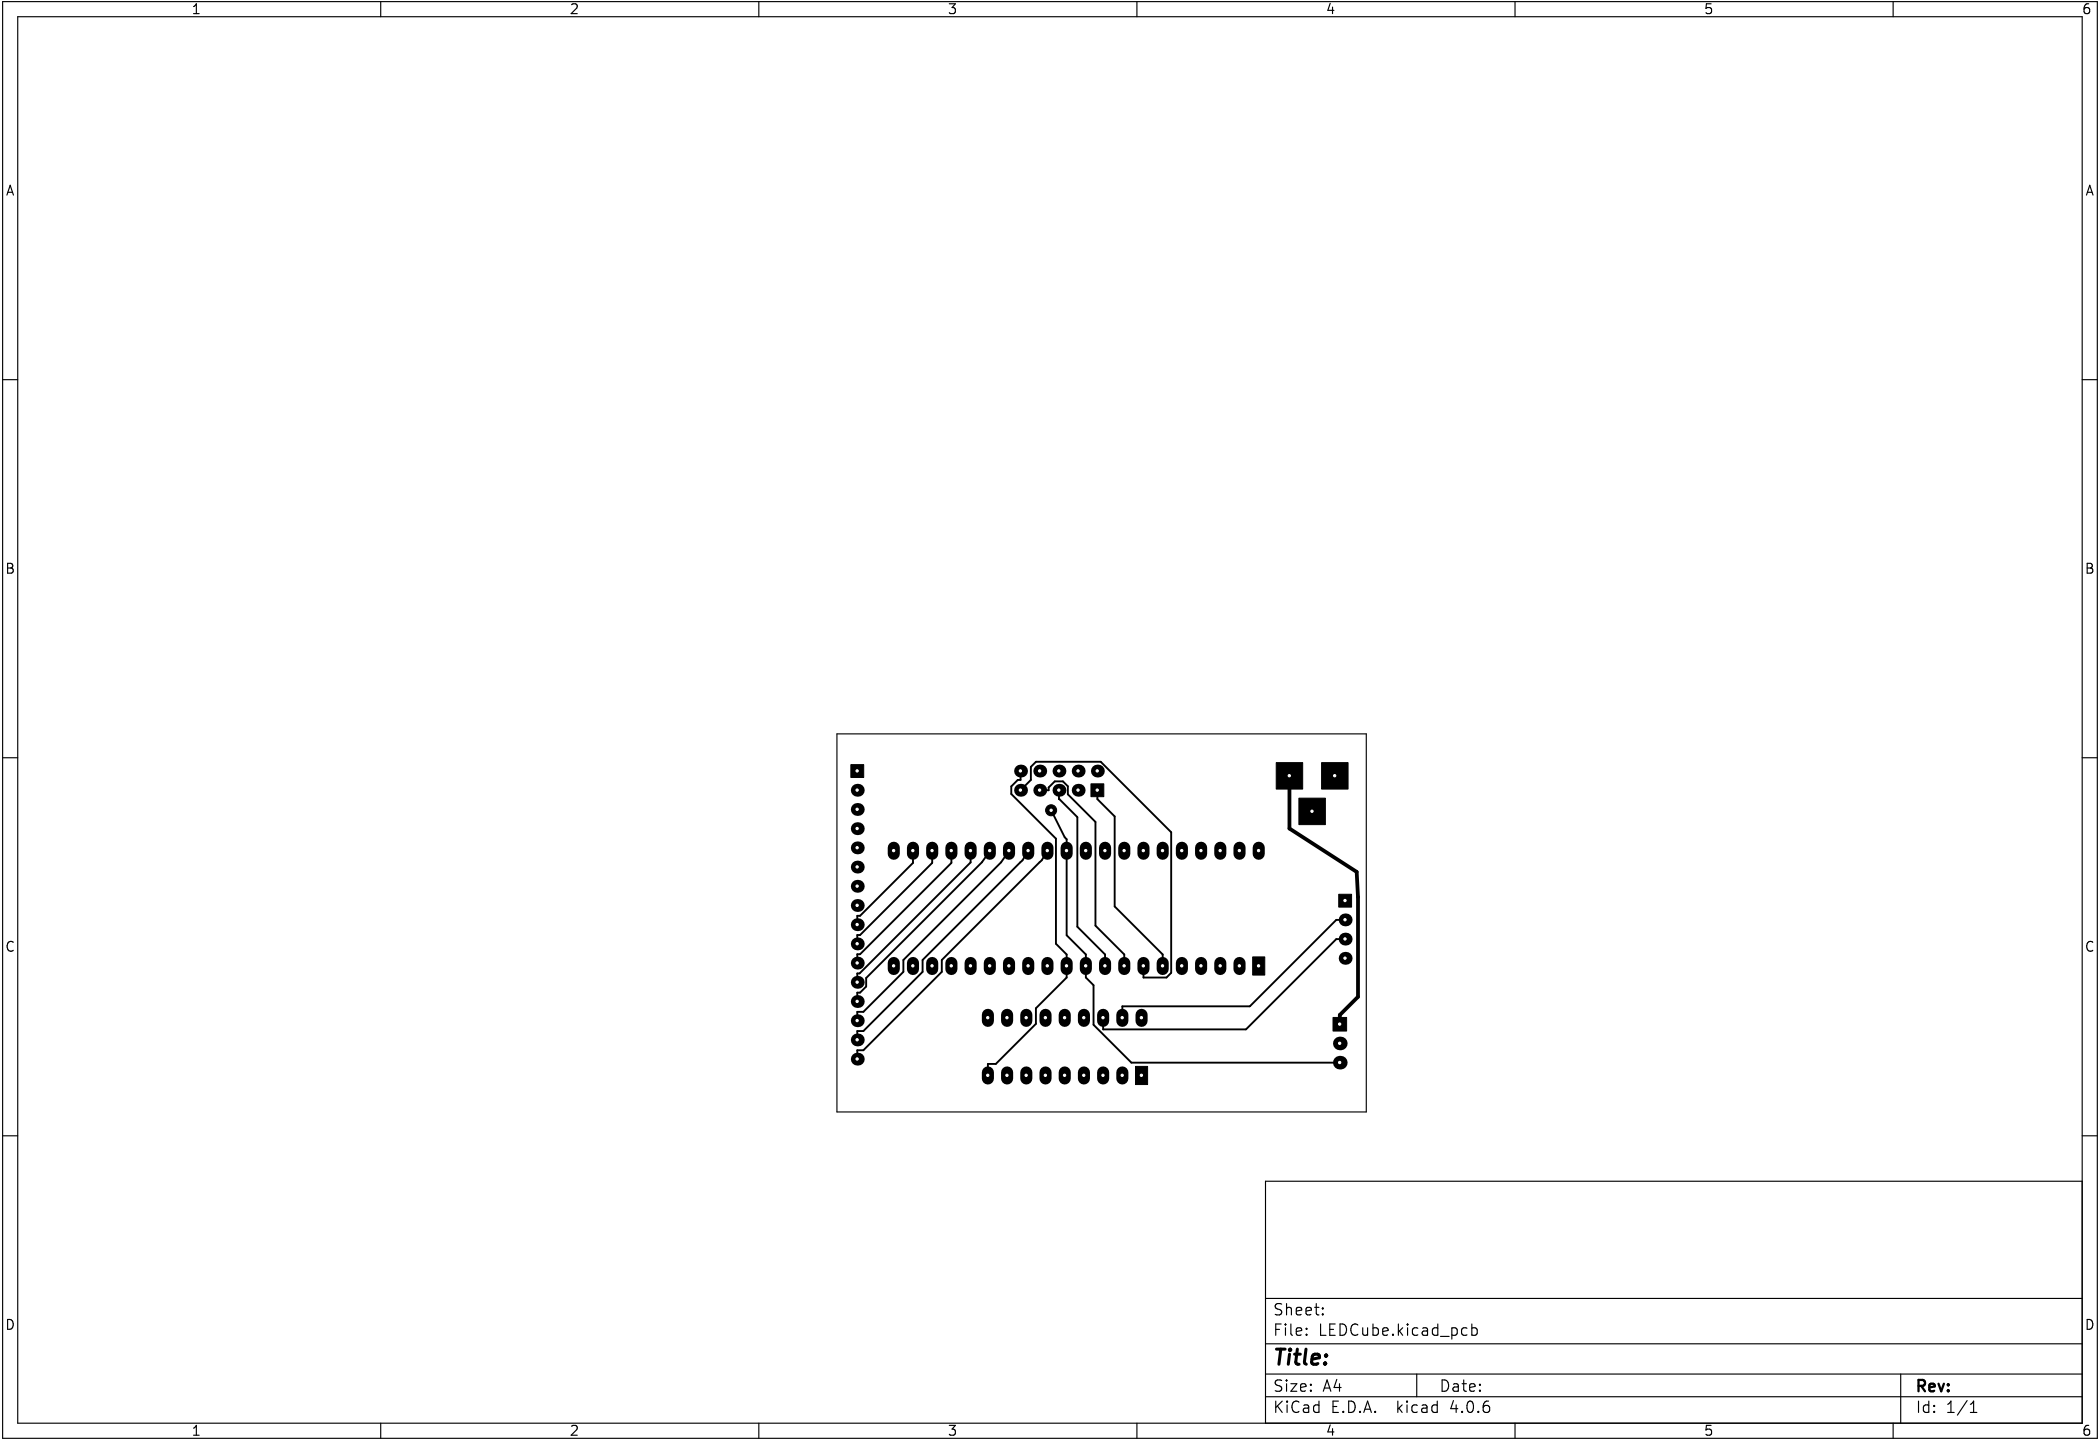 1 2 3 4 5 6
A A
B B
C C
Sheet:
File: LEDCube.kicad_pcb
D D
Title:
Size: A4 Date: Rev:
KiCad E.D.A. kicad 4.0.6 Id: 1/1
1 2 3 4 5 6